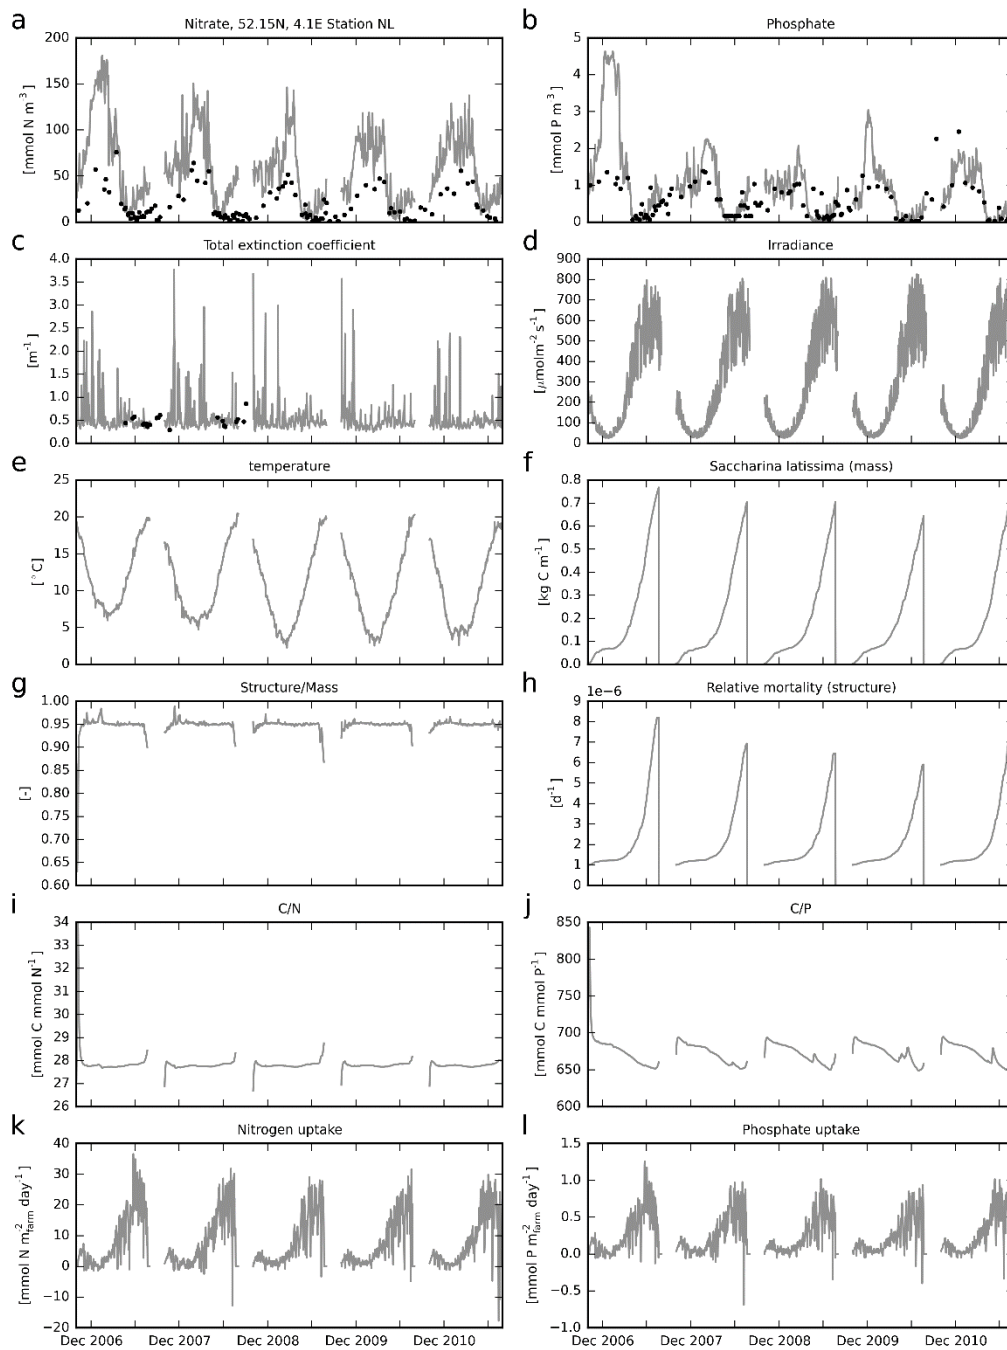 a
Nitrate, 52.15N, 4.1E Station NL
200
150
100
50
0
[mmol N m⁻³]
b
Phosphate
5
4
3
2
1
0
[mmol P m⁻³]
c
Total extinction coefficient
4.0
3.5
3.0
2.5
2.0
1.5
1.0
0.5
0.0
[m⁻¹]
d
Irradiance
900
800
700
600
500
400
300
200
100
0
[μmolm⁻² s⁻¹]
e
temperature
25
20
15
10
5
0
[°C]
f
Saccharina latissima (mass)
0.8
0.7
0.6
0.5
0.4
0.3
0.2
0.1
0.0
[kg C m⁻¹]
g
Structure/Mass
1.00
0.95
0.90
0.85
0.80
0.75
0.70
0.65
0.60
[-]
h
1e−6
Relative mortality (structure)
9
8
7
6
5
4
3
2
1
0
[d⁻¹]
i
C/N
34
33
32
31
30
29
28
27
26
[mmol C mmol N⁻¹]
j
C/P
850
800
750
700
650
600
[mmol C mmol P⁻¹]
k
Nitrogen uptake
40
30
20
10
0
−10
−20
[mmol N m⁻²farm day⁻¹]
Dec 2006 Dec 2007 Dec 2008 Dec 2009 Dec 2010
l
Phosphate uptake
1.5
1.0
0.5
0.0
−0.5
−1.0
[mmol P m⁻²farm day⁻¹]
Dec 2006 Dec 2007 Dec 2008 Dec 2009 Dec 2010